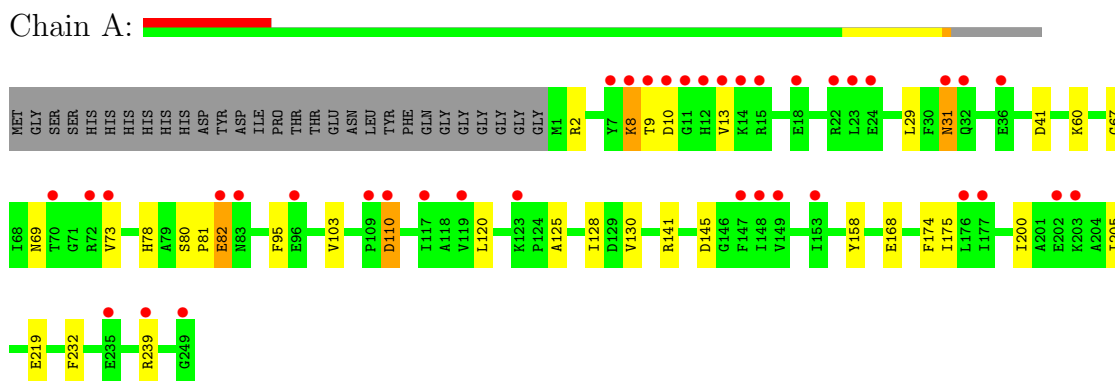 Chain A:
MET GLY SER SER HIS HIS HIS HIS HIS HIS ASP TYR ASP ILE PRO THR THR GLU ASN LEU TYR PHE GLN GLY GLY GLY GLY GLY GLY M1 R2 Y7 K8 T9 D10 G11 H12 V13 K14 R15 E18 R22 L23 E24 L29 F30 N31 Q32 E36 D41 K60 G67
I68 N69 T70 G71 R72 V73 H78 A79 S80 P81 E82 N83 F95 E96 V103 P109 D110 I117 A118 V119 L120 K123 P124 A125 I128 D129 V130 R141 D145 G146 F147 I148 V149 I153 Y158 E168 F174 I175 L176 I177 I200 A201 E202 K203 A204
E219 F232 E235 R239 G249